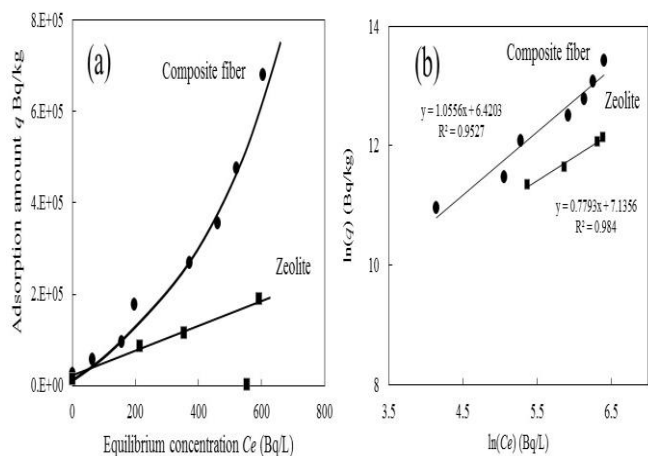 8.E+05
6.E+05
4.E+05
2.E+05
0.E+00
Adsorption amount q Bq/kg
(a)
Composite fiber
Zeolite
0
200
400
600
800
Equilibrium concentration Ce (Bq/L)
14
12
10
8
ln(q) (Bq/kg)
(b)
Composite fiber
Zeolite
y = 1.0556x + 6.4203
R² = 0.9527
y = 0.7793x + 7.1356
R² = 0.984
3.5
4.5
5.5
6.5
ln(Ce) (Bq/L)